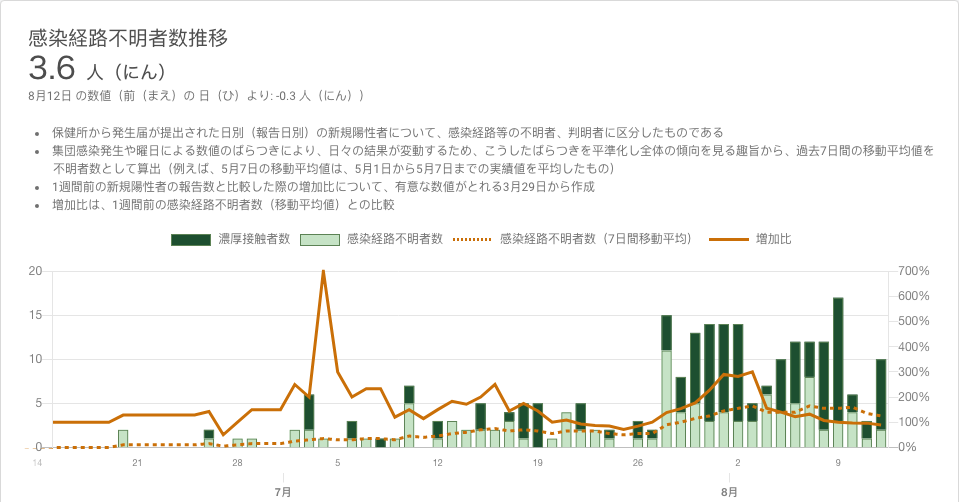 感染経路不明者数推移
3.6 人（にん）
8月12日 の数値（前（まえ）の 日（ひ）より: -0.3 人（にん））
• 保健所から発生届が提出された日別（報告日別）の新規陽性者について、感染経路等の不明者、判明者に区分したものである
• 集団感染発生や曜日による数値のばらつきにより、日々の結果が変動するため、こうしたばらつきを平準化し全体の傾向を見る趣旨から、過去7日間の移動平均値を
不明者数として算出（例えば、5月7日の移動平均値は、5月1日から5月7日までの実績値を平均したもの）
• 1週間前の新規陽性者の報告数と比較した際の増加比について、有意な数値がとれる3月29日から作成
• 増加比は、1週間前の感染経路不明者数（移動平均値）との比較
濃厚接触者数 感染経路不明者数 感染経路不明者数（7日間移動平均） 増加比
20 700%
600%
15 500%
400%
10 300%
5 200%
100%
0 0%
14 21 28 5 12 19 26 2 9
7月 8月